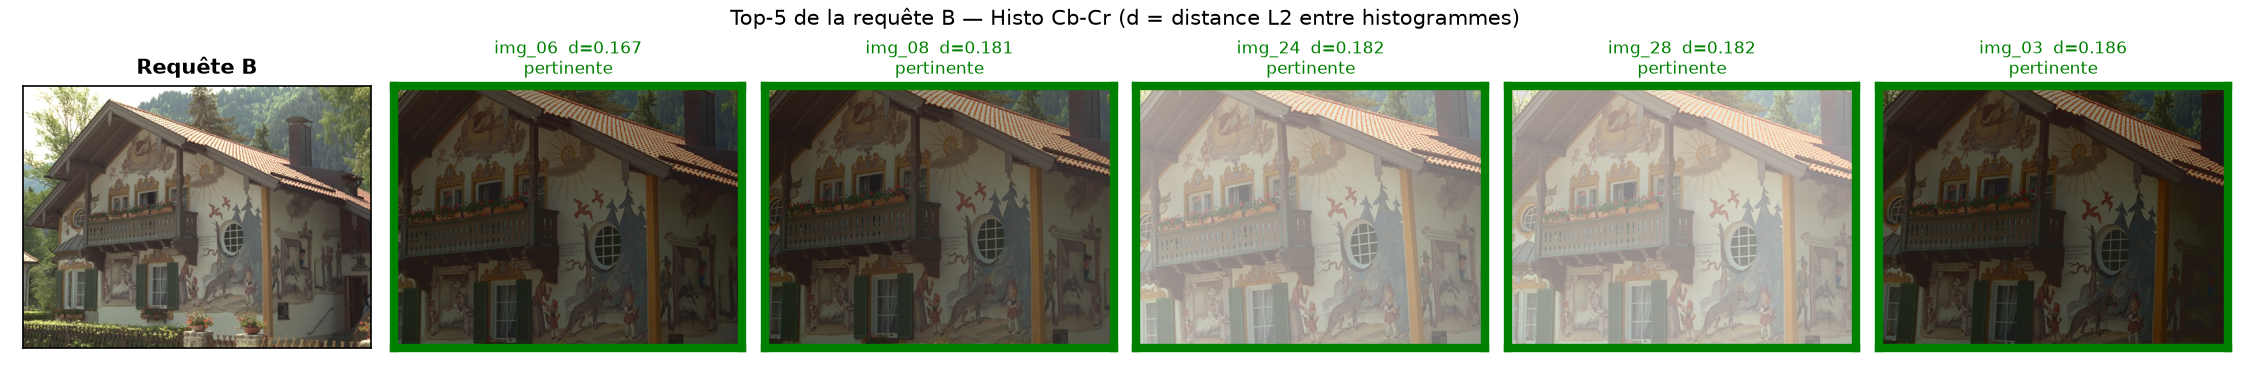 Top-5 de la requête B — Histo Cb-Cr (d = distance L2 entre histogrammes)
Requête B
img_06 d=0.167
pertinente
img_08 d=0.181
pertinente
img_24 d=0.182
pertinente
img_28 d=0.182
pertinente
img_03 d=0.186
pertinente